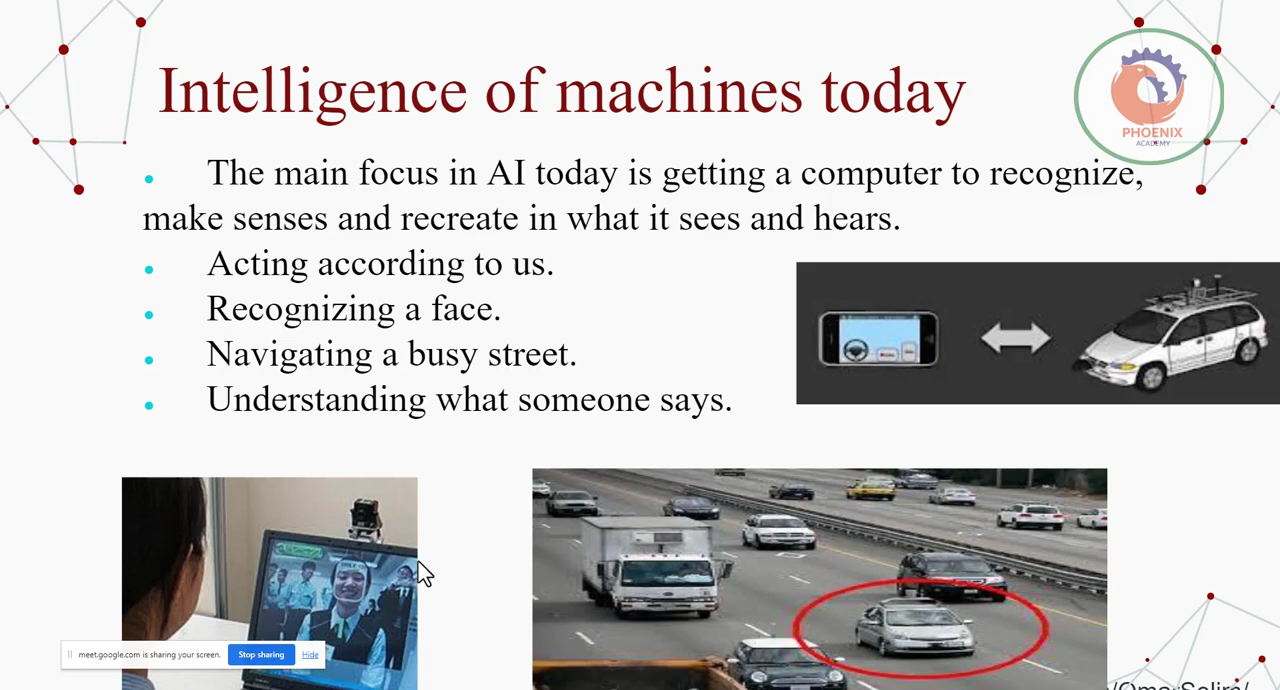 Intelligence of machines today
PHOENIX
ACADEMY
The main focus in AI today is getting a computer to recognize,
make senses and recreate in what it sees and hears.
Acting according to us.
Recognizing a face.
Navigating a busy street.
Understanding what someone says.
meet.google.com is sharing your screen.
Stop sharing
Hide